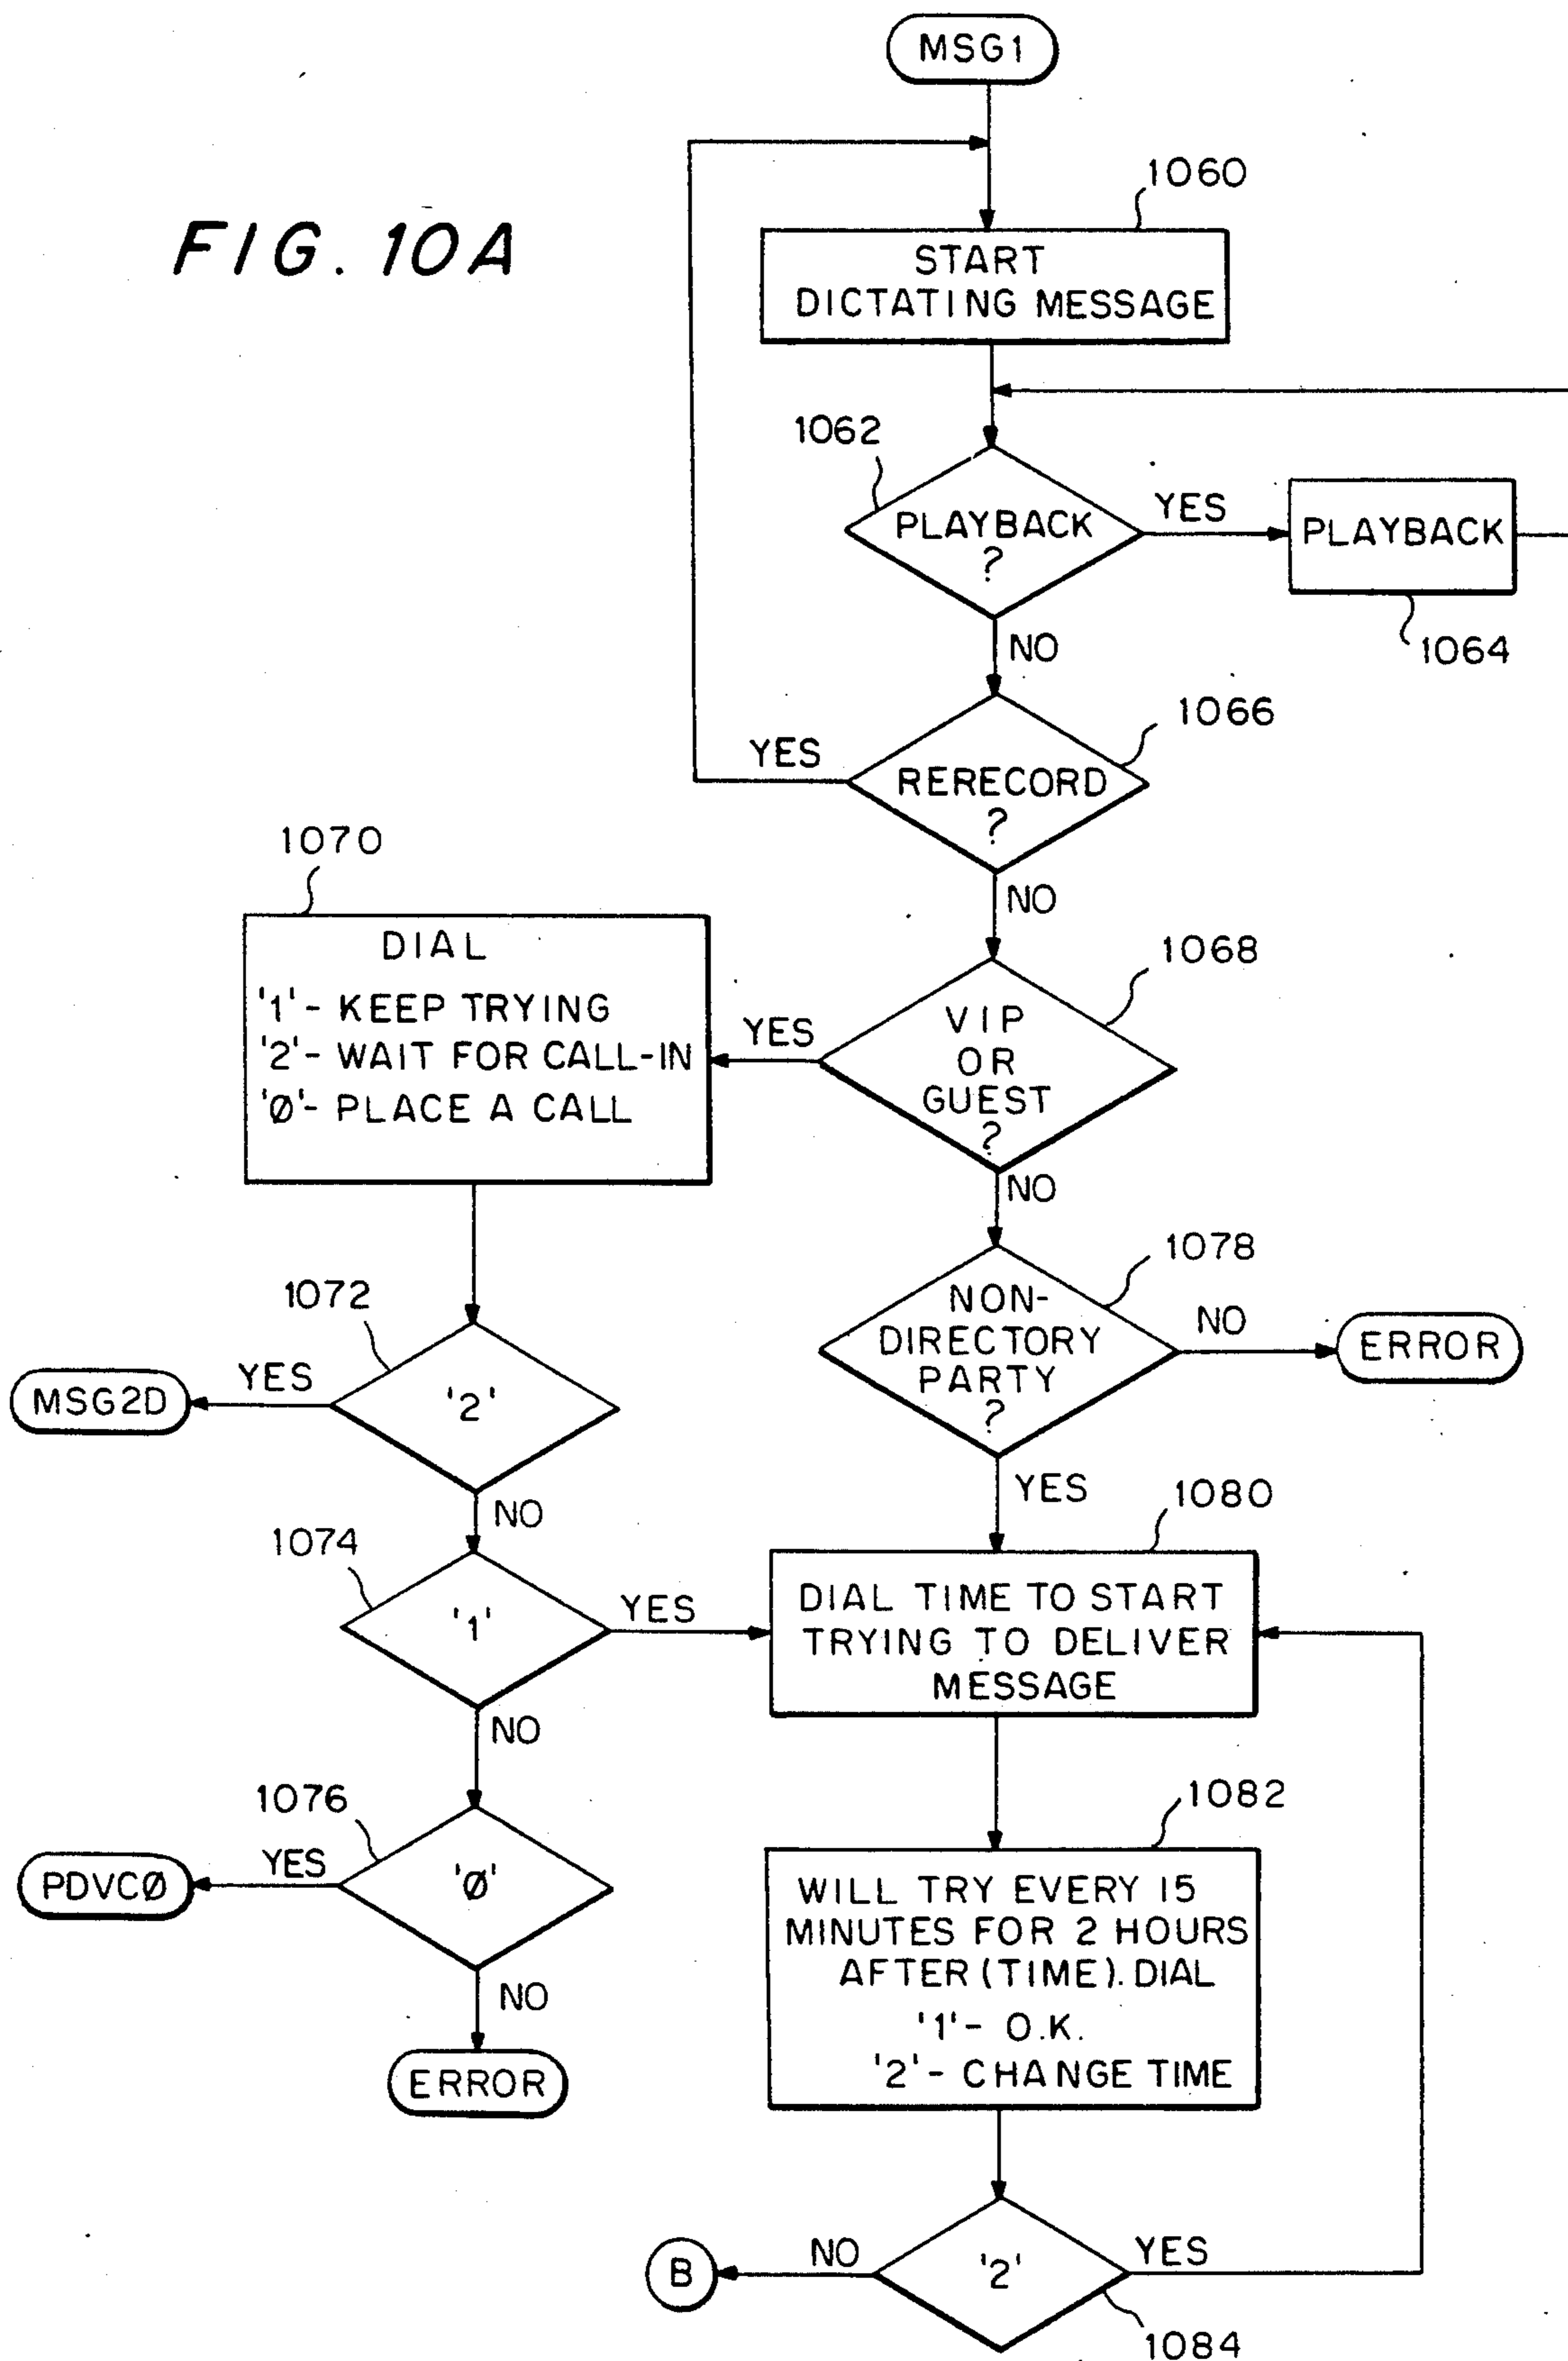 MSG1
FIG. 10A
1060
START
DICTATING MESSAGE
1062
PLAYBACK
?
YES
PLAYBACK
1064
NO
1066
YES
RERECORD
?
NO
1070
DIAL
'1'- KEEP TRYING
'2'- WAIT FOR CALL-IN
'Ø'- PLACE A CALL
1068
YES
VIP
OR
GUEST
?
NO
1078
NON-
DIRECTORY
PARTY
?
NO
ERROR
YES
1072
YES
MSG2D
'2'
NO
1074
'1'
YES
NO
1080
DIAL TIME TO START
TRYING TO DELIVER
MESSAGE
1076
YES
PDVCØ
'Ø'
NO
ERROR
1082
WILL TRY EVERY 15
MINUTES FOR 2 HOURS
AFTER (TIME). DIAL
'1'- O.K.
'2'- CHANGE TIME
NO
B
'2'
YES
1084